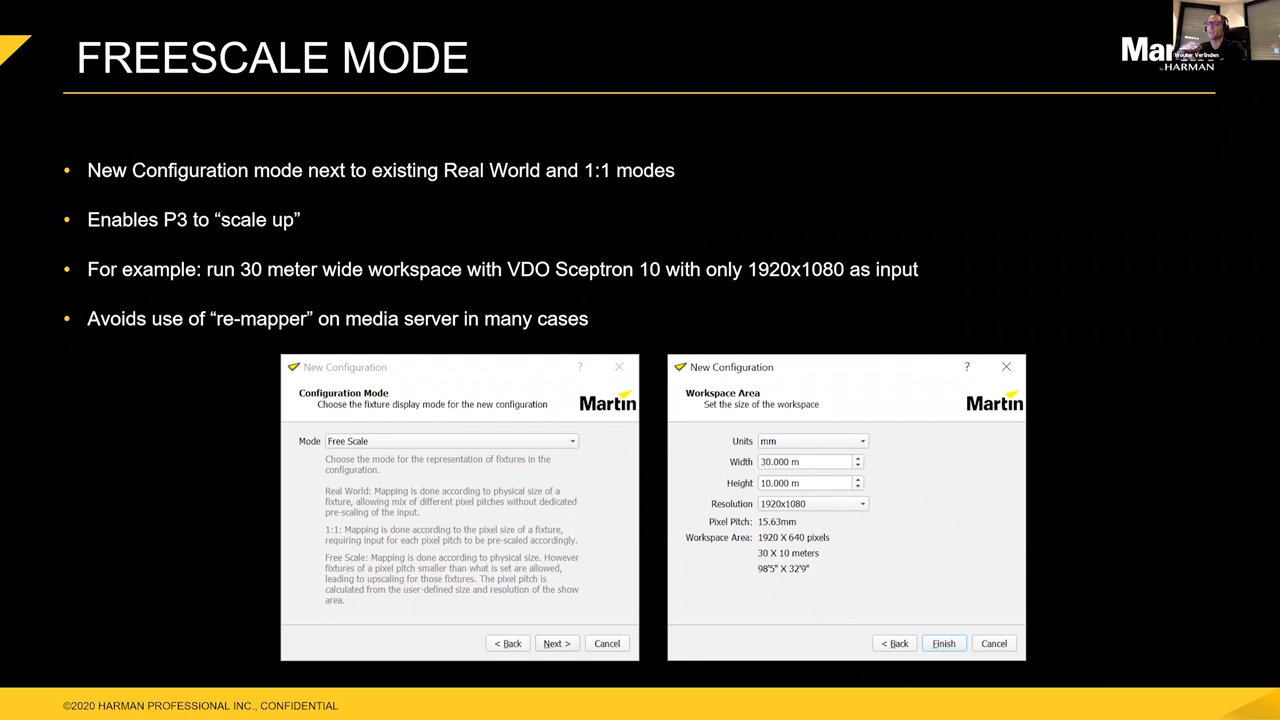 FREESCALE MODE
Martin
by HARMAN
Wouter Verlinden
• New Configuration mode next to existing Real World and 1:1 modes
• Enables P3 to “scale up”
• For example: run 30 meter wide workspace with VDO Sceptron 10 with only 1920x1080 as input
• Avoids use of “re-mapper” on media server in many cases
New Configuration ? ×
Configuration Mode
Choose the fixture display mode for the new configuration
Martin
Mode Free Scale
Choose the mode for the representation of fixtures in the
configuration.
Real World: Mapping is done according to physical size of a
fixture, allowing mix of different pixel pitches without dedicated
pre-scaling of the input.
1:1: Mapping is done according to the pixel size of a fixture,
requiring input for each pixel pitch to be pre-scaled accordingly.
Free Scale: Mapping is done according to physical size. However
fixtures of a pixel pitch smaller than what is set are allowed,
leading to upscaling for those fixtures. The pixel pitch is
calculated from the user-defined size and resolution of the show
area.
< Back Next > Cancel
New Configuration ? ×
Workspace Area
Set the size of the workspace
Martin
Units mm
Width 30.000 m
Height 10.000 m
Resolution 1920x1080
Pixel Pitch: 15.63mm
Workspace Area: 1920 X 640 pixels
30 X 10 meters
98'5" X 32'9"
< Back Finish Cancel
©2020 HARMAN PROFESSIONAL INC., CONFIDENTIAL